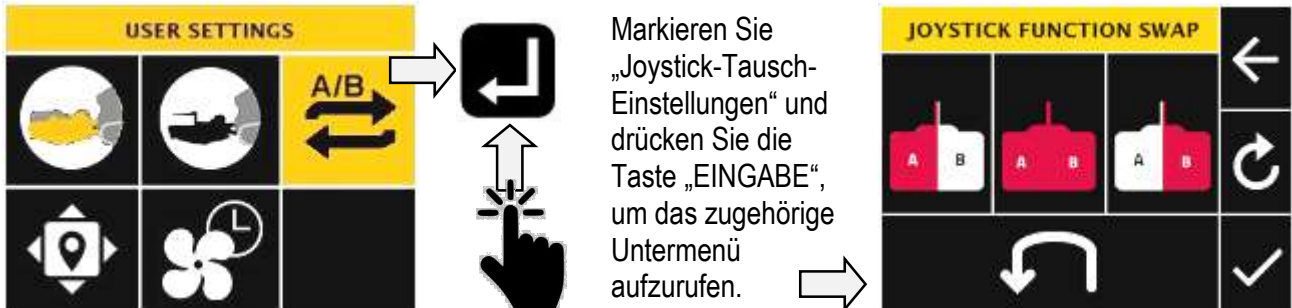 USER SETTINGS
A/B
Markieren Sie
„Joystick-Tausch-
Einstellungen“ und
drücken Sie die
Taste „EINGABE“,
um das zugehörige
Untermenü
aufzurufen.
JOYSTICK FUNCTION SWAP
A B
A B
A B